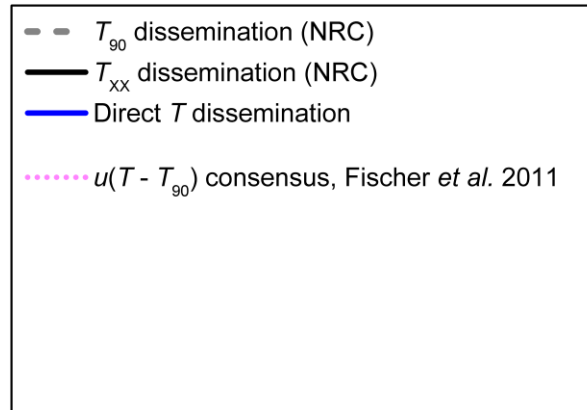 T90 dissemination (NRC)
TXX dissemination (NRC)
Direct T dissemination
u(T - T90) consensus, Fischer et al. 2011